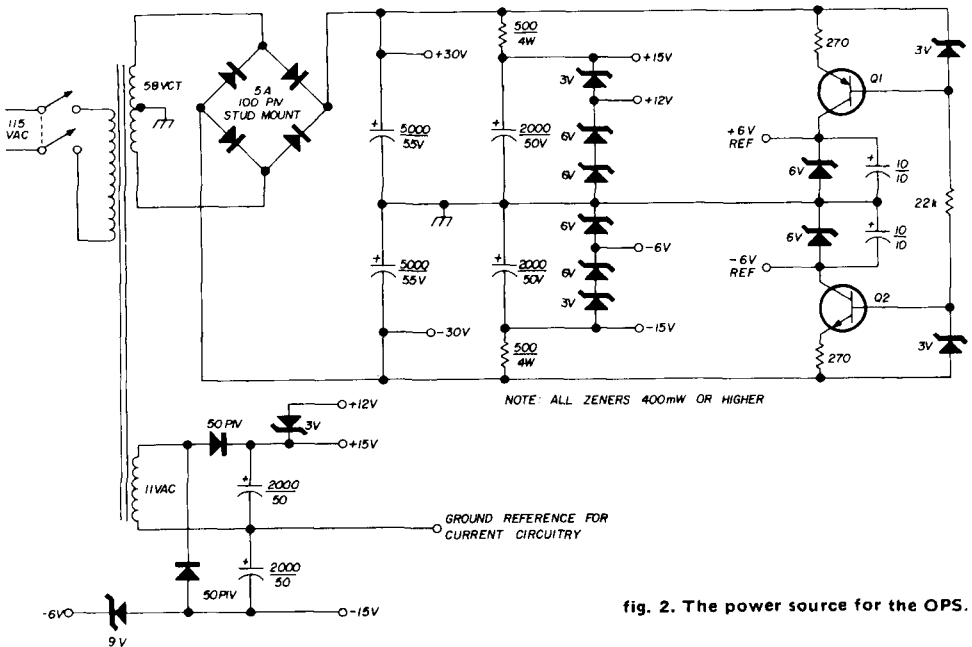 58VCT
115
VAC
5A
100 PIV
STUD MOUNT
+30V
5000
55V
5000
55V
-30V
500
4W
2000
50V
2000
50V
500
4W
3V
+15V
+12V
6V
6V
6V
-6V
6V
3V
-15V
270
Q1
3V
+6V
REF
6V
+
10
10
22k
6V
+
10
10
-6V
REF
Q2
270
3V
NOTE: ALL ZENERS 400mW OR HIGHER
+12V
50 PIV
3V
+15V
11VAC
+
2000
50
GROUND REFERENCE FOR
CURRENT CIRCUITRY
+
2000
50
50PIV
-6V
-15V
9V
fig. 2. The power source for the OPS.